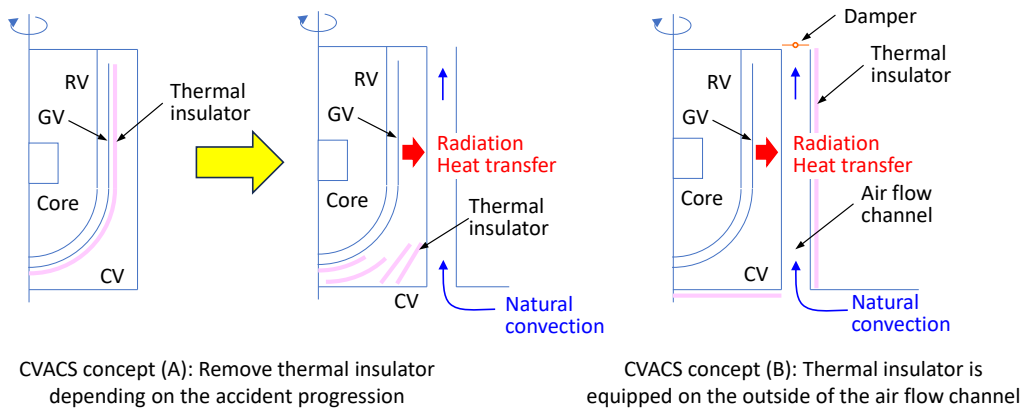 RV
GV
Thermal
insulator
Core
CV
RV
GV
Radiation
Heat transfer
Core
Thermal
insulator
CV
Natural
convection
CVACS concept (A): Remove thermal insulator
depending on the accident progression
Damper
Thermal
insulator
RV
GV
Radiation
Heat transfer
Core
Air flow
channel
CV
Natural
convection
CVACS concept (B): Thermal insulator is
equipped on the outside of the air flow channel